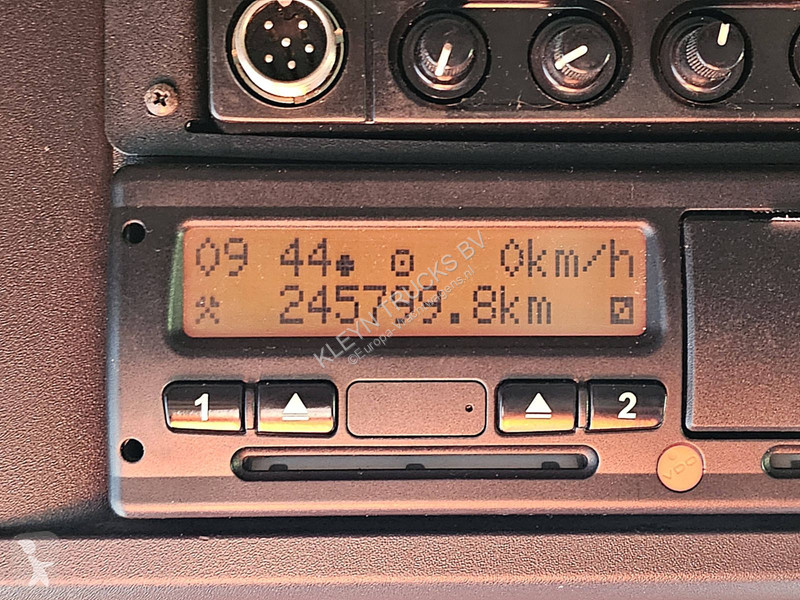 09 44 0km/h
245799.8km
KLEYN TRUCKS BV
1 2
VDO